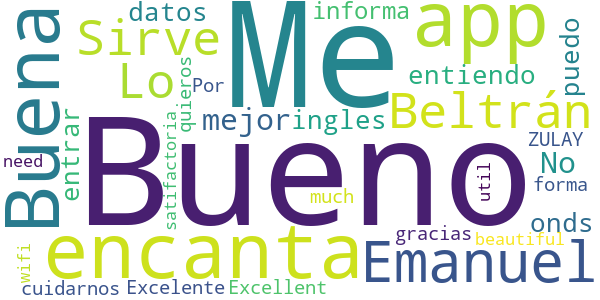 datos
informa
Me
app
Sirve
Buena
Lo
entiendo
puedo
quieros
Por
Beltrán
mejor
ingles
entrar
satifactoria
Bueno
ZULAY
No
need
util
forma
much
onds
encanta
gracias
Emanuel
beautiful
wifi
cuidarnos
Excelente
Excellent